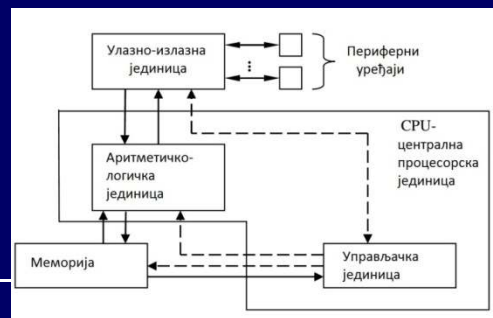 Улазно-излазна
јединица
Периферни
уређаји
CPU-
централна
процесорска
јединица
Аритметичко-
логичка
јединица
Меморија
Управљачка
јединица